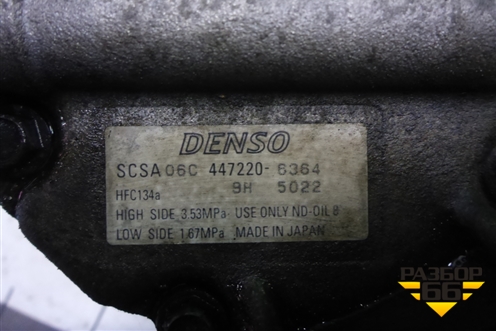 DENSO
SCSA06C 447220-6364
HFC134a BH 5022
HIGH SIDE 3.53MPa USE ONLY ND-OIL 8
LOW SIDE 1.67MPa MADE IN JAPAN
РАЗБОР
66